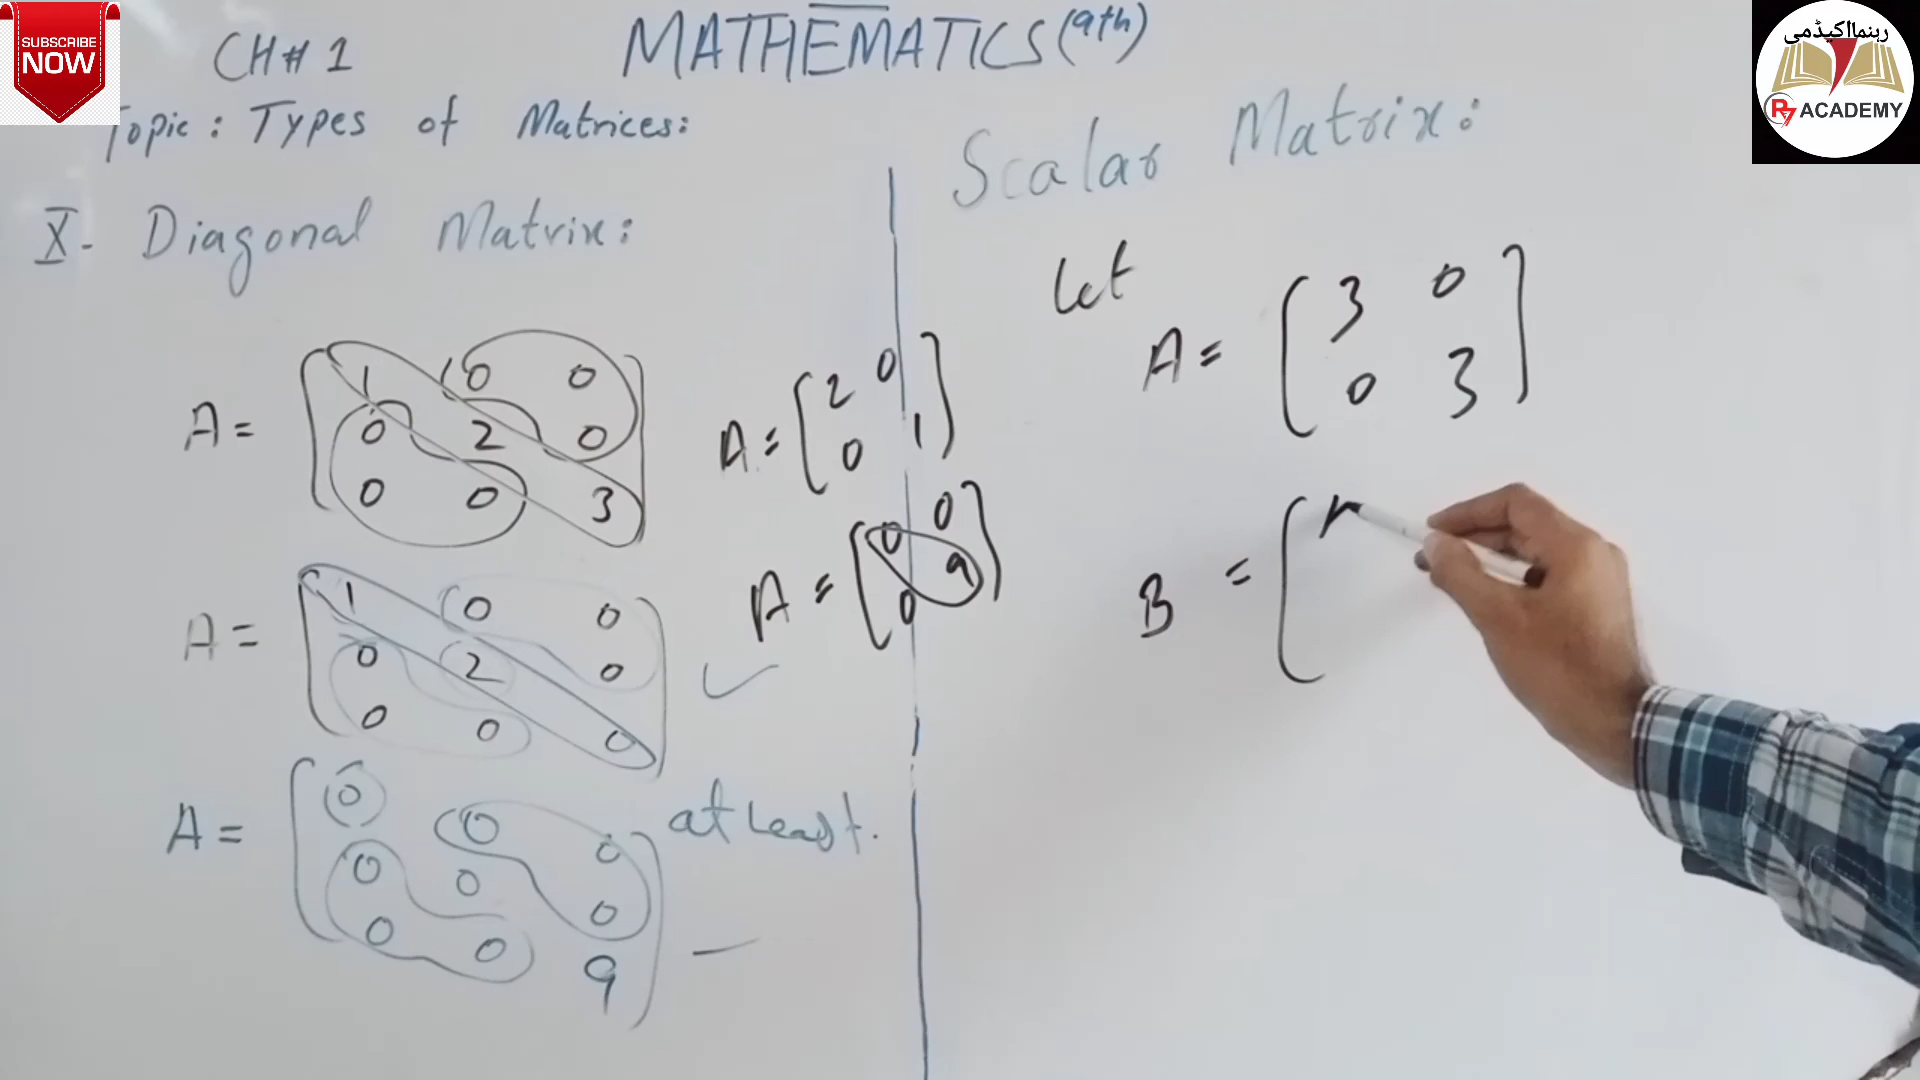 SUBSCRIBE
NOW
CH# 1
MATHEMATICS (9th)
Topic: Types of Matrices:
X- Diagonal Matrix:
A = [1 0 0
0 2 0
0 0 3]
A = [2 0
0 1]
A = [0 0
0 9]
A = [1 0 0
0 2 0
0 0 0]
A = [0 0 0
0 0 0
0 0 9]
at least.
Scalar Matrix:
let
A = [3 0
0 3]
B = [
رہنما اکیڈمی
R7 ACADEMY